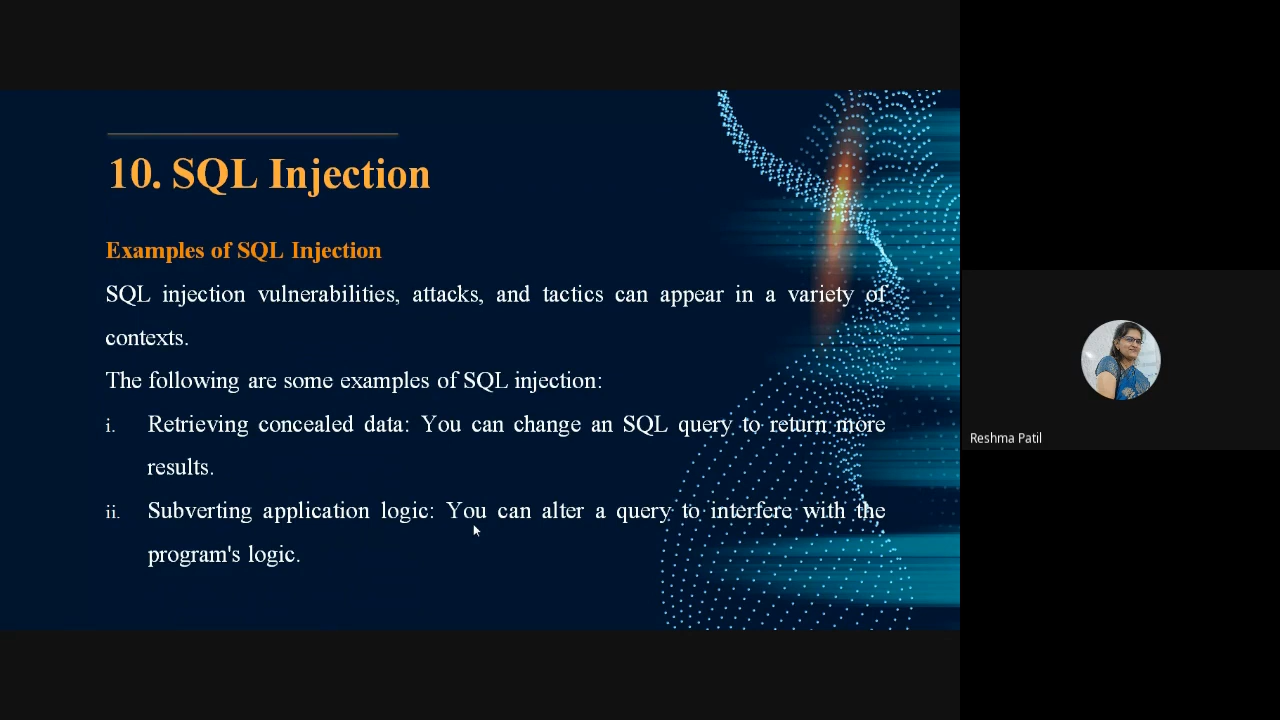 10. SQL Injection
Examples of SQL Injection
SQL injection vulnerabilities, attacks, and tactics can appear in a variety of
contexts.
The following are some examples of SQL injection:
i. Retrieving concealed data: You can change an SQL query to return more
results.
ii. Subverting application logic: You can alter a query to interfere with the
program's logic.
Reshma Patil